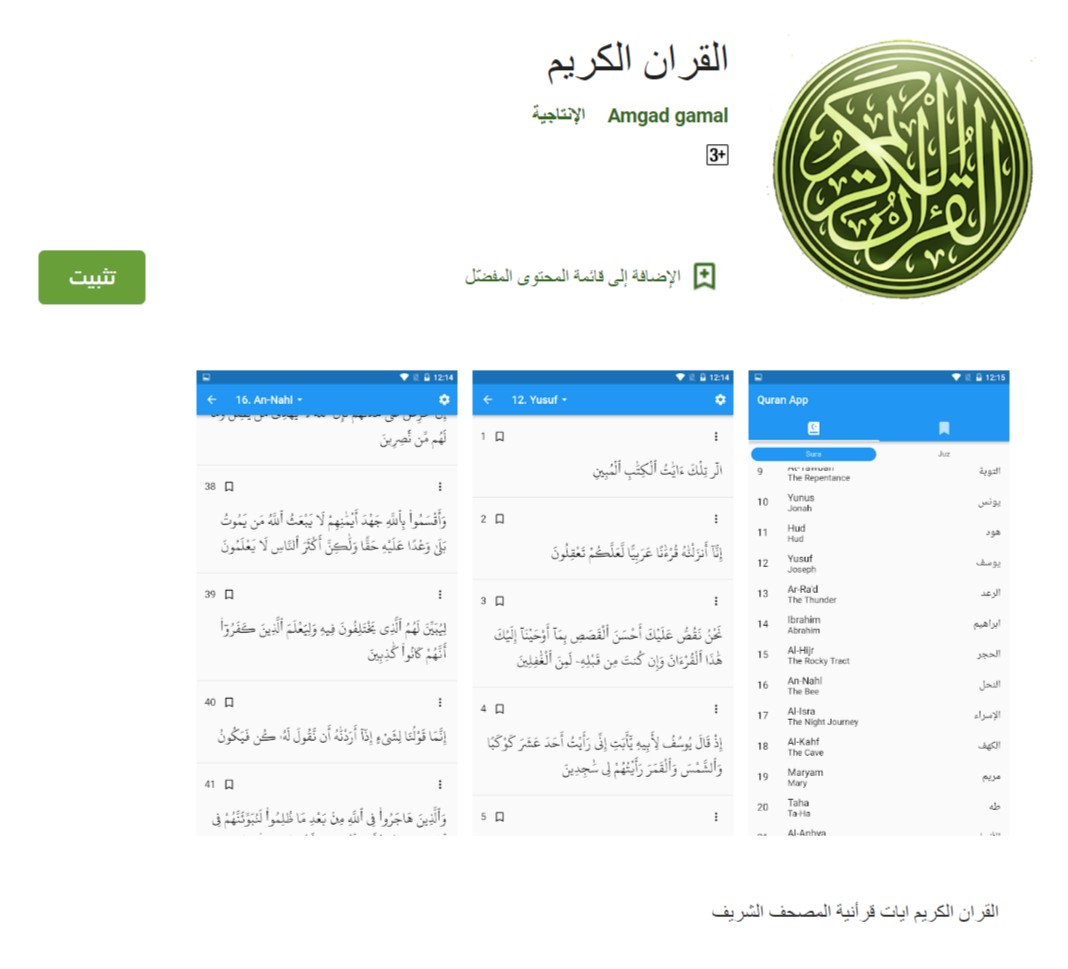 القران الكريم
Amgad gamal الإنتاجية
3+
القرآن الكريم
الإضافة إلى قائمة المحتوى المفضّل
تثبيت
12:15
Quran App
Sura Juz
9 The Repentance التوبة
10 Yunus يونس
Jonah
11 Hud هود
Hud
12 Yusuf يوسف
Joseph
13 Ar-Ra'd الرعد
The Thunder
14 Ibrahim ابراهيم
Abrahim
15 Al-Hijr الحجر
The Rocky Tract
16 An-Nahl النحل
The Bee
17 Al-Isra الإسراء
The Night Journey
18 Al-Kahf الكهف
The Cave
19 Maryam مريم
Mary
20 Taha طه
Ta-Ha
12:14
12. Yusuf
1
الٓر تِلْكَ ءَايَٰتُ ٱلْكِتَٰبِ ٱلْمُبِينِ
2
إِنَّآ أَنزَلْنَٰهُ قُرْءَٰنًا عَرَبِيًّا لَّعَلَّكُمْ تَعْقِلُونَ
3
نَحْنُ نَقُصُّ عَلَيْكَ أَحْسَنَ ٱلْقَصَصِ بِمَآ أَوْحَيْنَآ إِلَيْكَ
هَٰذَا ٱلْقُرْءَانَ وَإِن كُنتَ مِن قَبْلِهِۦ لَمِنَ ٱلْغَٰفِلِينَ
4
إِذْ قَالَ يُوسُفُ لِأَبِيهِ يَٰٓأَبَتِ إِنِّى رَأَيْتُ أَحَدَ عَشَرَ كَوْكَبًا
وَٱلشَّمْسَ وَٱلْقَمَرَ رَأَيْتُهُمْ لِى سَٰجِدِينَ
5
12:14
16. An-Nahl
لَهُم مِّن نَّٰصِرِينَ
38
وَأَقْسَمُوا۟ بِٱللَّهِ جَهْدَ أَيْمَٰنِهِمْ لَا يَبْعَثُ ٱللَّهُ مَن يَمُوتُ
بَلَىٰ وَعْدًا عَلَيْهِ حَقًّا وَلَٰكِنَّ أَكْثَرَ ٱلنَّاسِ لَا يَعْلَمُونَ
39
لِيُبَيِّنَ لَهُمُ ٱلَّذِى يَخْتَلِفُونَ فِيهِ وَلِيَعْلَمَ ٱلَّذِينَ كَفَرُوٓا۟
أَنَّهُمْ كَانُوا۟ كَٰذِبِينَ
40
إِنَّمَا قَوْلُنَا لِشَىْءٍ إِذَآ أَرَدْنَٰهُ أَن نَّقُولَ لَهُۥ كُن فَيَكُونُ
41
وَٱلَّذِينَ هَاجَرُوا۟ فِى ٱللَّهِ مِنۢ بَعْدِ مَا ظُلِمُوا۟ لَنُبَوِّئَنَّهُمْ فِى
القران الكريم ايات قرأنية المصحف الشريف